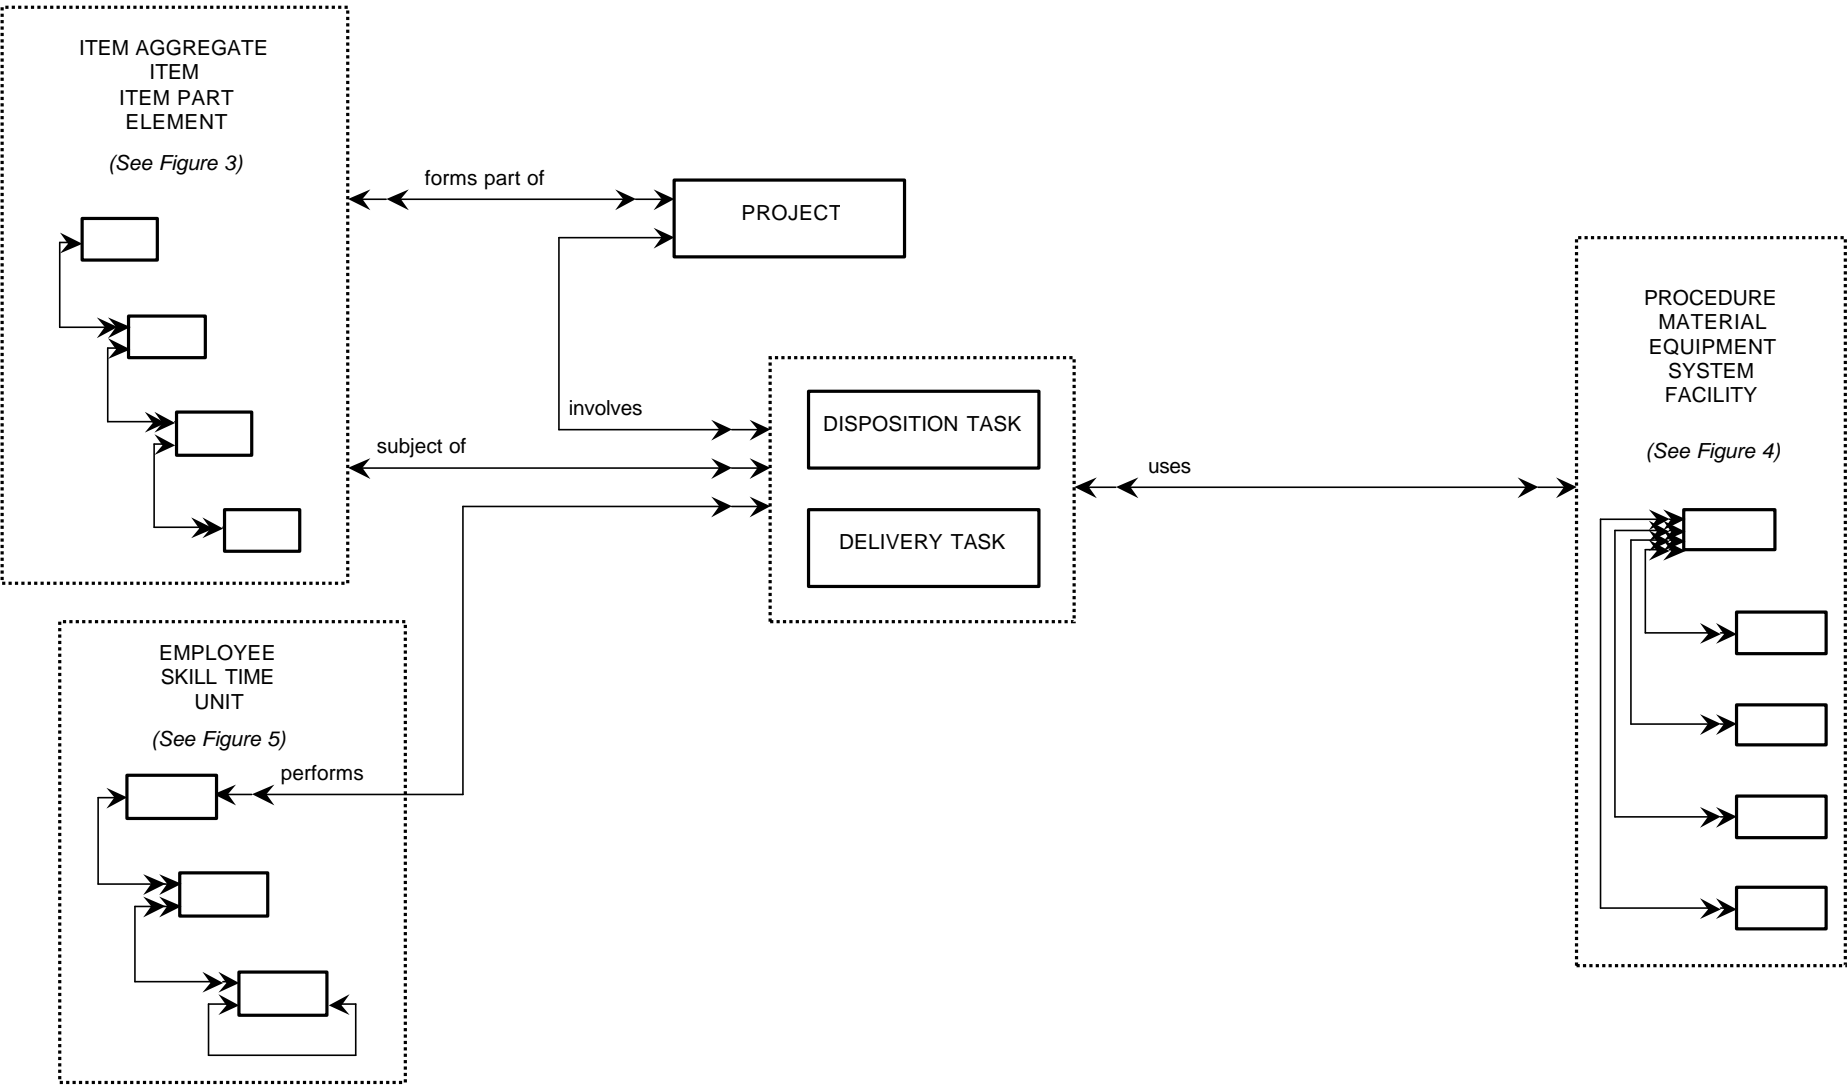 ITEM AGGREGATE
ITEM
ITEM PART
ELEMENT
(See Figure 3)
forms part of
PROJECT
involves
subject of
DISPOSITION TASK
DELIVERY TASK
uses
PROCEDURE
MATERIAL
EQUIPMENT
SYSTEM
FACILITY
(See Figure 4)
EMPLOYEE
SKILL TIME
UNIT
(See Figure 5)
performs